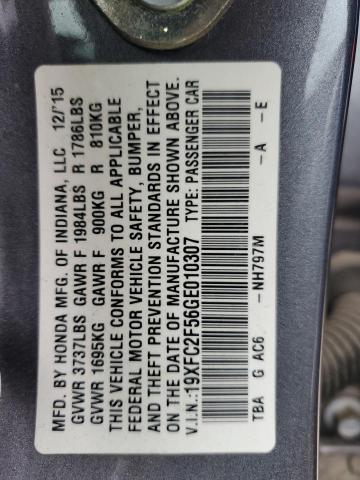 MFD. BY HONDA MFG. OF INDIANA, LLC 12/'15
GVWR 3737LBS GAWR F 1984LBS R 1786LBS
GVWR 1695KG GAWR F 900KG R 810KG
THIS VEHICLE CONFORMS TO ALL APPLICABLE
FEDERAL MOTOR VEHICLE SAFETY, BUMPER,
AND THEFT PREVENTION STANDARDS IN EFFECT
ON THE DATE OF MANUFACTURE SHOWN ABOVE.
V.I.N.: 19XFC2F56GE010307 TYPE: PASSENGER CAR
TBA G AC6 -NH797M -A -E